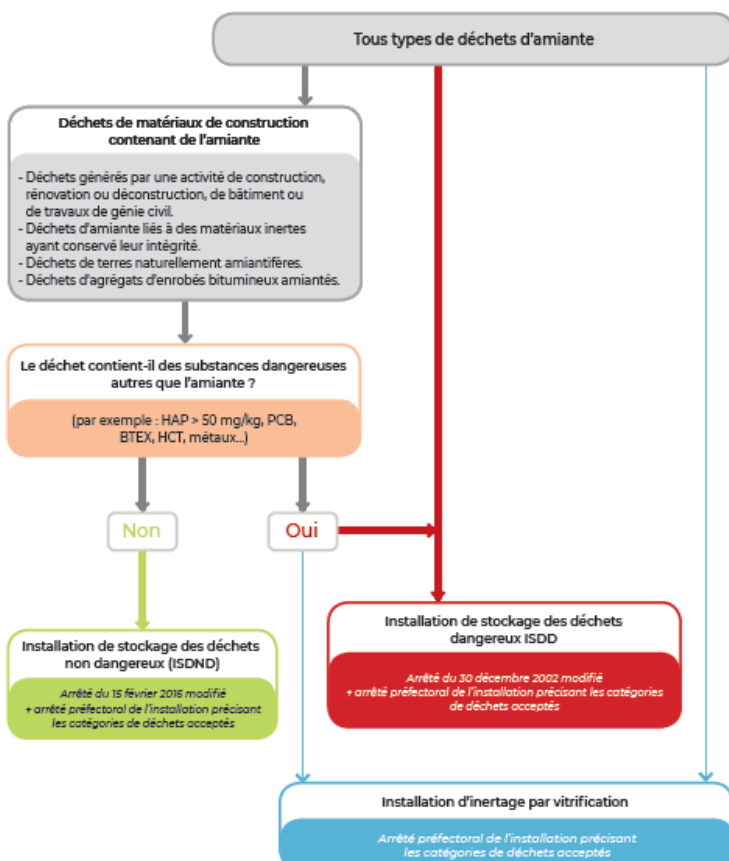 Tous types de déchets d'amiante
Déchets de matériaux de construction
contenant de l'amiante
- Déchets générés par une activité de construction,
rénovation ou déconstruction, de bâtiment ou
de travaux de génie civil.
- Déchets d'amiante liés à des matériaux inertes
ayant conservé leur intégrité.
- Déchets de terres naturellement amiantifères.
- Déchets d'agrégats d'enrobés bitumineux amiantés.
Le déchet contient-il des substances dangereuses
autres que l'amiante ?
(par exemple : HAP > 50 mg/kg, PCB,
BTEX, HCT, métaux...)
Non
Oui
Installation de stockage des déchets
non dangereux (ISDND)
Arrêté du 15 février 2016 modifié
+ arrêté préfectoral de l'installation précisant
les catégories de déchets acceptés
Installation de stockage des déchets
dangereux ISDD
Arrêté du 30 décembre 2002 modifié
+ arrêté préfectoral de l'installation précisant les catégories
de déchets acceptés
Installation d'inertage par vitrification
Arrêté préfectoral de l'installation précisant
les catégories de déchets acceptés